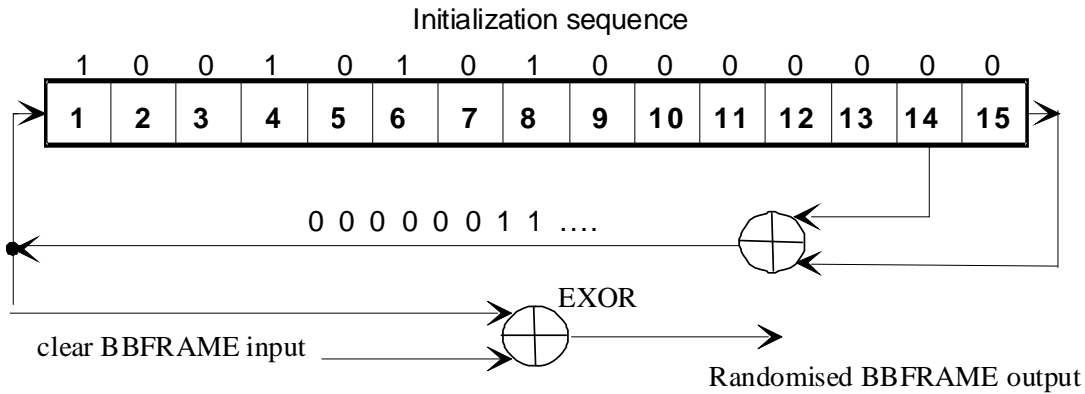 Initialization sequence
1 0 0 1 0 1 0 1 0 0 0 0 0 0 0
1 2 3 4 5 6 7 8 9 10 11 12 13 14 15
0 0 0 0 0 0 1 1 ....
EXOR
clear BBFRAME input
Randomised BBFRAME output